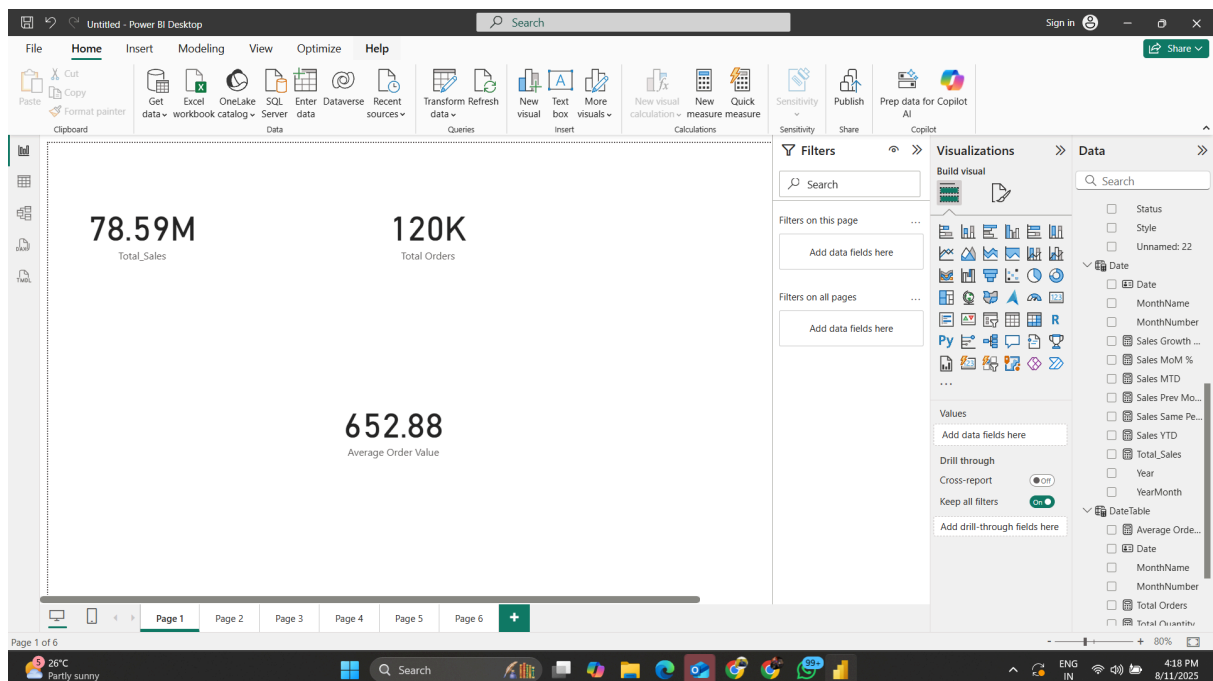 Untitled - Power BI Desktop
Search
Sign in
File Home Insert Modeling View Optimize Help
Share
Paste
Cut
Copy
Format painter
Clipboard
Get data
Excel workbook
OneLake catalog
SQL Server
Enter data
Dataverse
Recent sources
Data
Transform data
Refresh
Queries
New visual
Text box
More visuals
Insert
New visual calculation
New measure
Quick measure
Calculations
Sensitivity
Sensitivity
Publish
Share
Prep data for AI
Copilot
Copilot
DAX
TMDL
78.59M
Total_Sales
120K
Total Orders
652.88
Average Order Value
Filters
Search
Filters on this page
...
Add data fields here
Filters on all pages
...
Add data fields here
Visualizations
Build visual
123
R
Py
...
Values
Add data fields here
Drill through
Cross-report
Off
Keep all filters
On
Add drill-through fields here
Data
Search
Status
Style
Unnamed: 22
Date
Date
MonthName
MonthNumber
Sales Growth ...
Sales MoM %
Sales MTD
Sales Prev Mo...
Sales Same Pe...
Sales YTD
Total_Sales
Year
YearMonth
DateTable
Average Orde...
Date
MonthName
MonthNumber
Total Orders
Total Quantity
Page 1 Page 2 Page 3 Page 4 Page 5 Page 6 +
Page 1 of 6
- + 80%
5
26°C
Partly sunny
Search
99+
ENG
IN
4:18 PM
8/11/2025